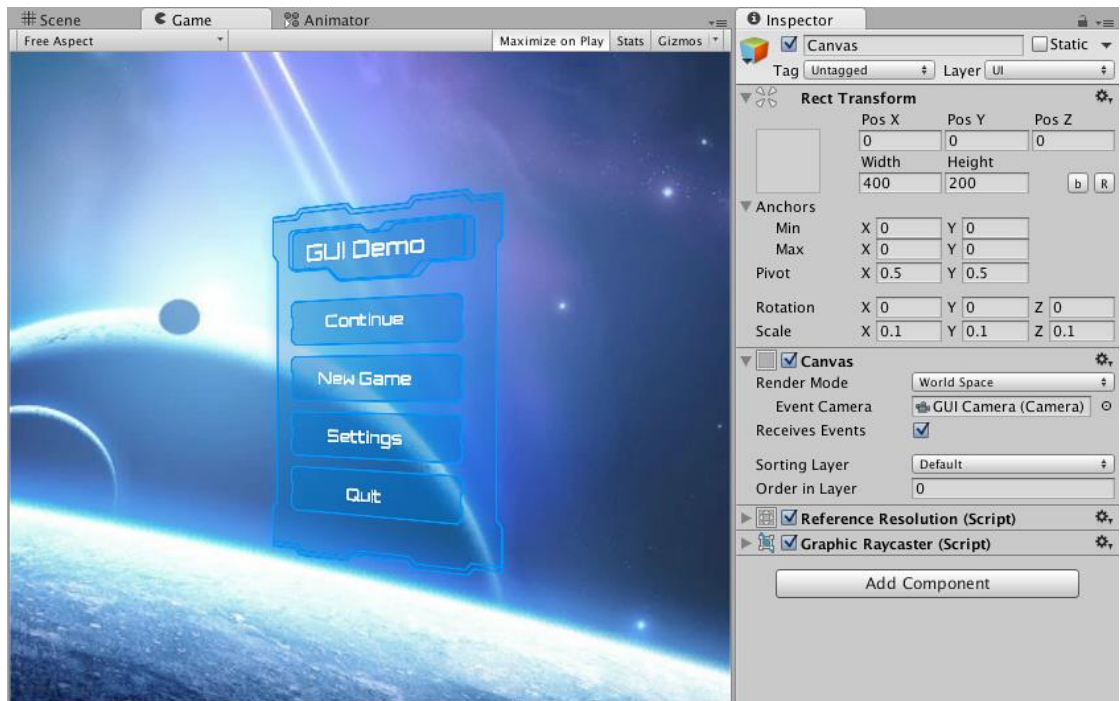 Scene Game Animator
Free Aspect Maximize on Play Stats Gizmos
GUI Demo
Continue
New Game
Settings
Quit
Inspector
Canvas Static
Tag Untagged Layer UI
Rect Transform
Pos X Pos Y Pos Z
0 0 0
Width Height
400 200 b R
Anchors
Min X 0 Y 0
Max X 0 Y 0
Pivot X 0.5 Y 0.5
Rotation X 0 Y 0 Z 0
Scale X 0.1 Y 0.1 Z 0.1
Canvas
Render Mode World Space
Event Camera GUI Camera (Camera)
Receives Events
Sorting Layer Default
Order in Layer 0
Reference Resolution (Script)
Graphic Raycaster (Script)
Add Component